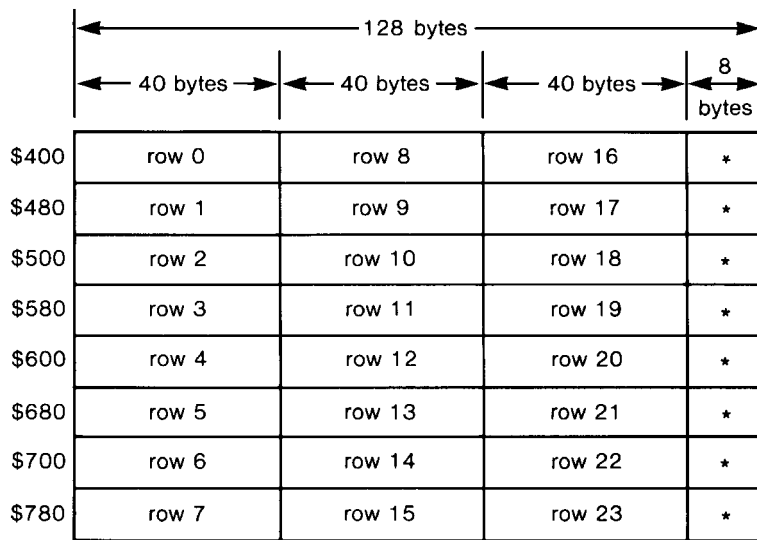 128 bytes
40 bytes 40 bytes 40 bytes 8 bytes
$400 row 0 row 8 row 16 *
$480 row 1 row 9 row 17 *
$500 row 2 row 10 row 18 *
$580 row 3 row 11 row 19 *
$600 row 4 row 12 row 20 *
$680 row 5 row 13 row 21 *
$700 row 6 row 14 row 22 *
$780 row 7 row 15 row 23 *